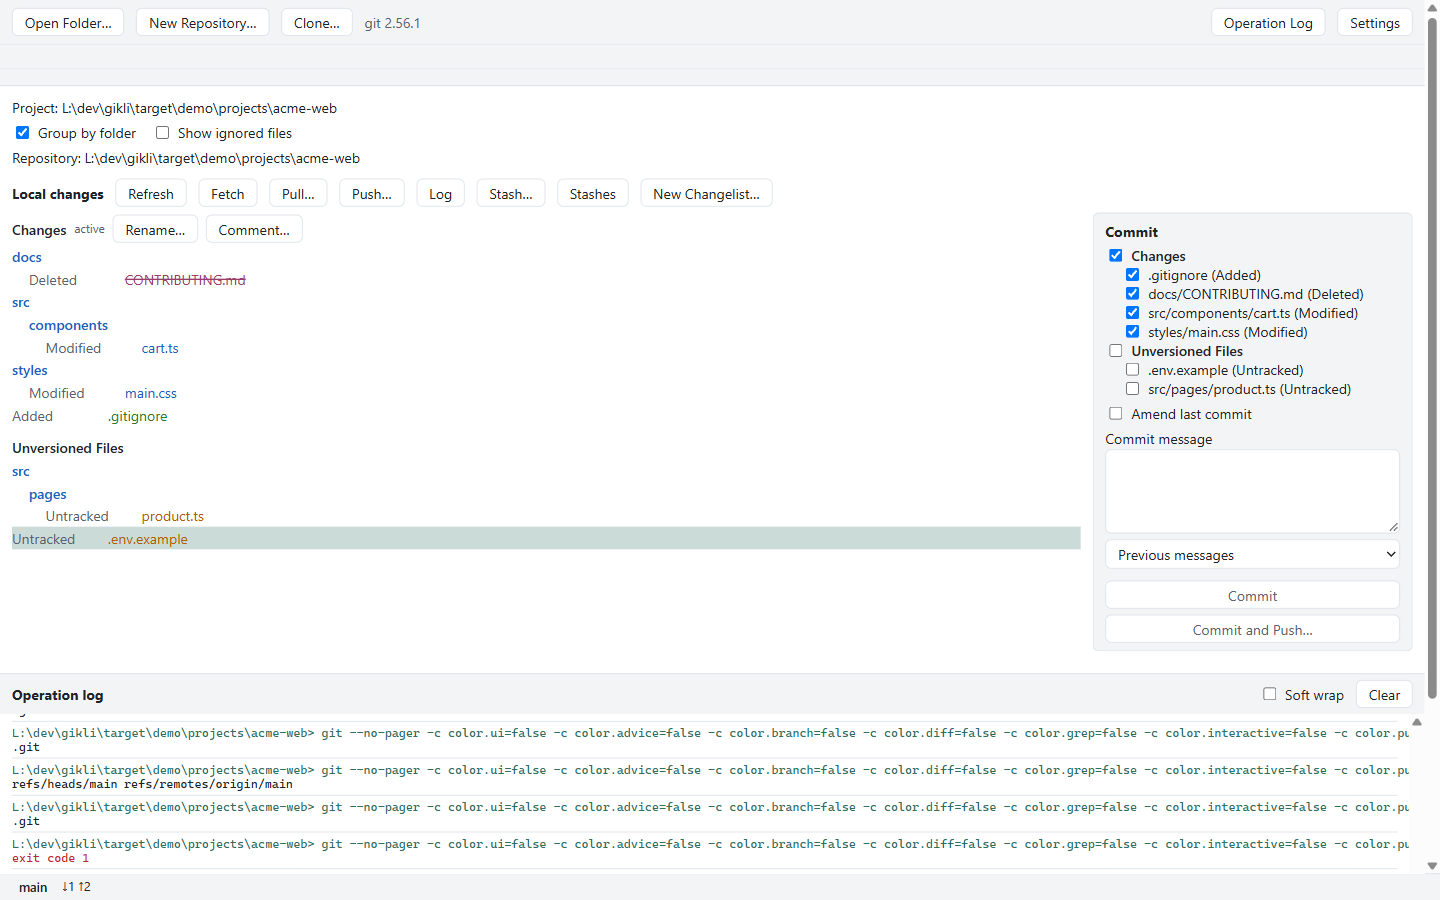 Open Folder... New Repository... Clone... git 2.56.1 Operation Log Settings
Project: L:\dev\gikli\target\demo\projects\acme-web
Group by folder Show ignored files
Repository: L:\dev\gikli\target\demo\projects\acme-web
Local changes Refresh Fetch Pull... Push... Log Stash... Stashes New Changelist...
Changes active Rename... Comment...
docs
Deleted CONTRIBUTING.md
src
components
Modified cart.ts
styles
Modified main.css
Added .gitignore
Unversioned Files
src
pages
Untracked product.ts
Untracked .env.example
Commit
Changes
.gitignore (Added)
docs/CONTRIBUTING.md (Deleted)
src/components/cart.ts (Modified)
styles/main.css (Modified)
Unversioned Files
.env.example (Untracked)
src/pages/product.ts (Untracked)
Amend last commit
Commit message
Previous messages
Commit
Commit and Push...
Operation log Soft wrap Clear
L:\dev\gikli\target\demo\projects\acme-web> git --no-pager -c color.ui=false -c color.advice=false -c color.branch=false -c color.diff=false -c color.grep=false -c color.interactive=false -c color.pu
.git
L:\dev\gikli\target\demo\projects\acme-web> git --no-pager -c color.ui=false -c color.advice=false -c color.branch=false -c color.diff=false -c color.grep=false -c color.interactive=false -c color.pu
refs/heads/main refs/remotes/origin/main
L:\dev\gikli\target\demo\projects\acme-web> git --no-pager -c color.ui=false -c color.advice=false -c color.branch=false -c color.diff=false -c color.grep=false -c color.interactive=false -c color.pu
.git
L:\dev\gikli\target\demo\projects\acme-web> git --no-pager -c color.ui=false -c color.advice=false -c color.branch=false -c color.diff=false -c color.grep=false -c color.interactive=false -c color.pu
exit code 1
main ↓1 ↑2